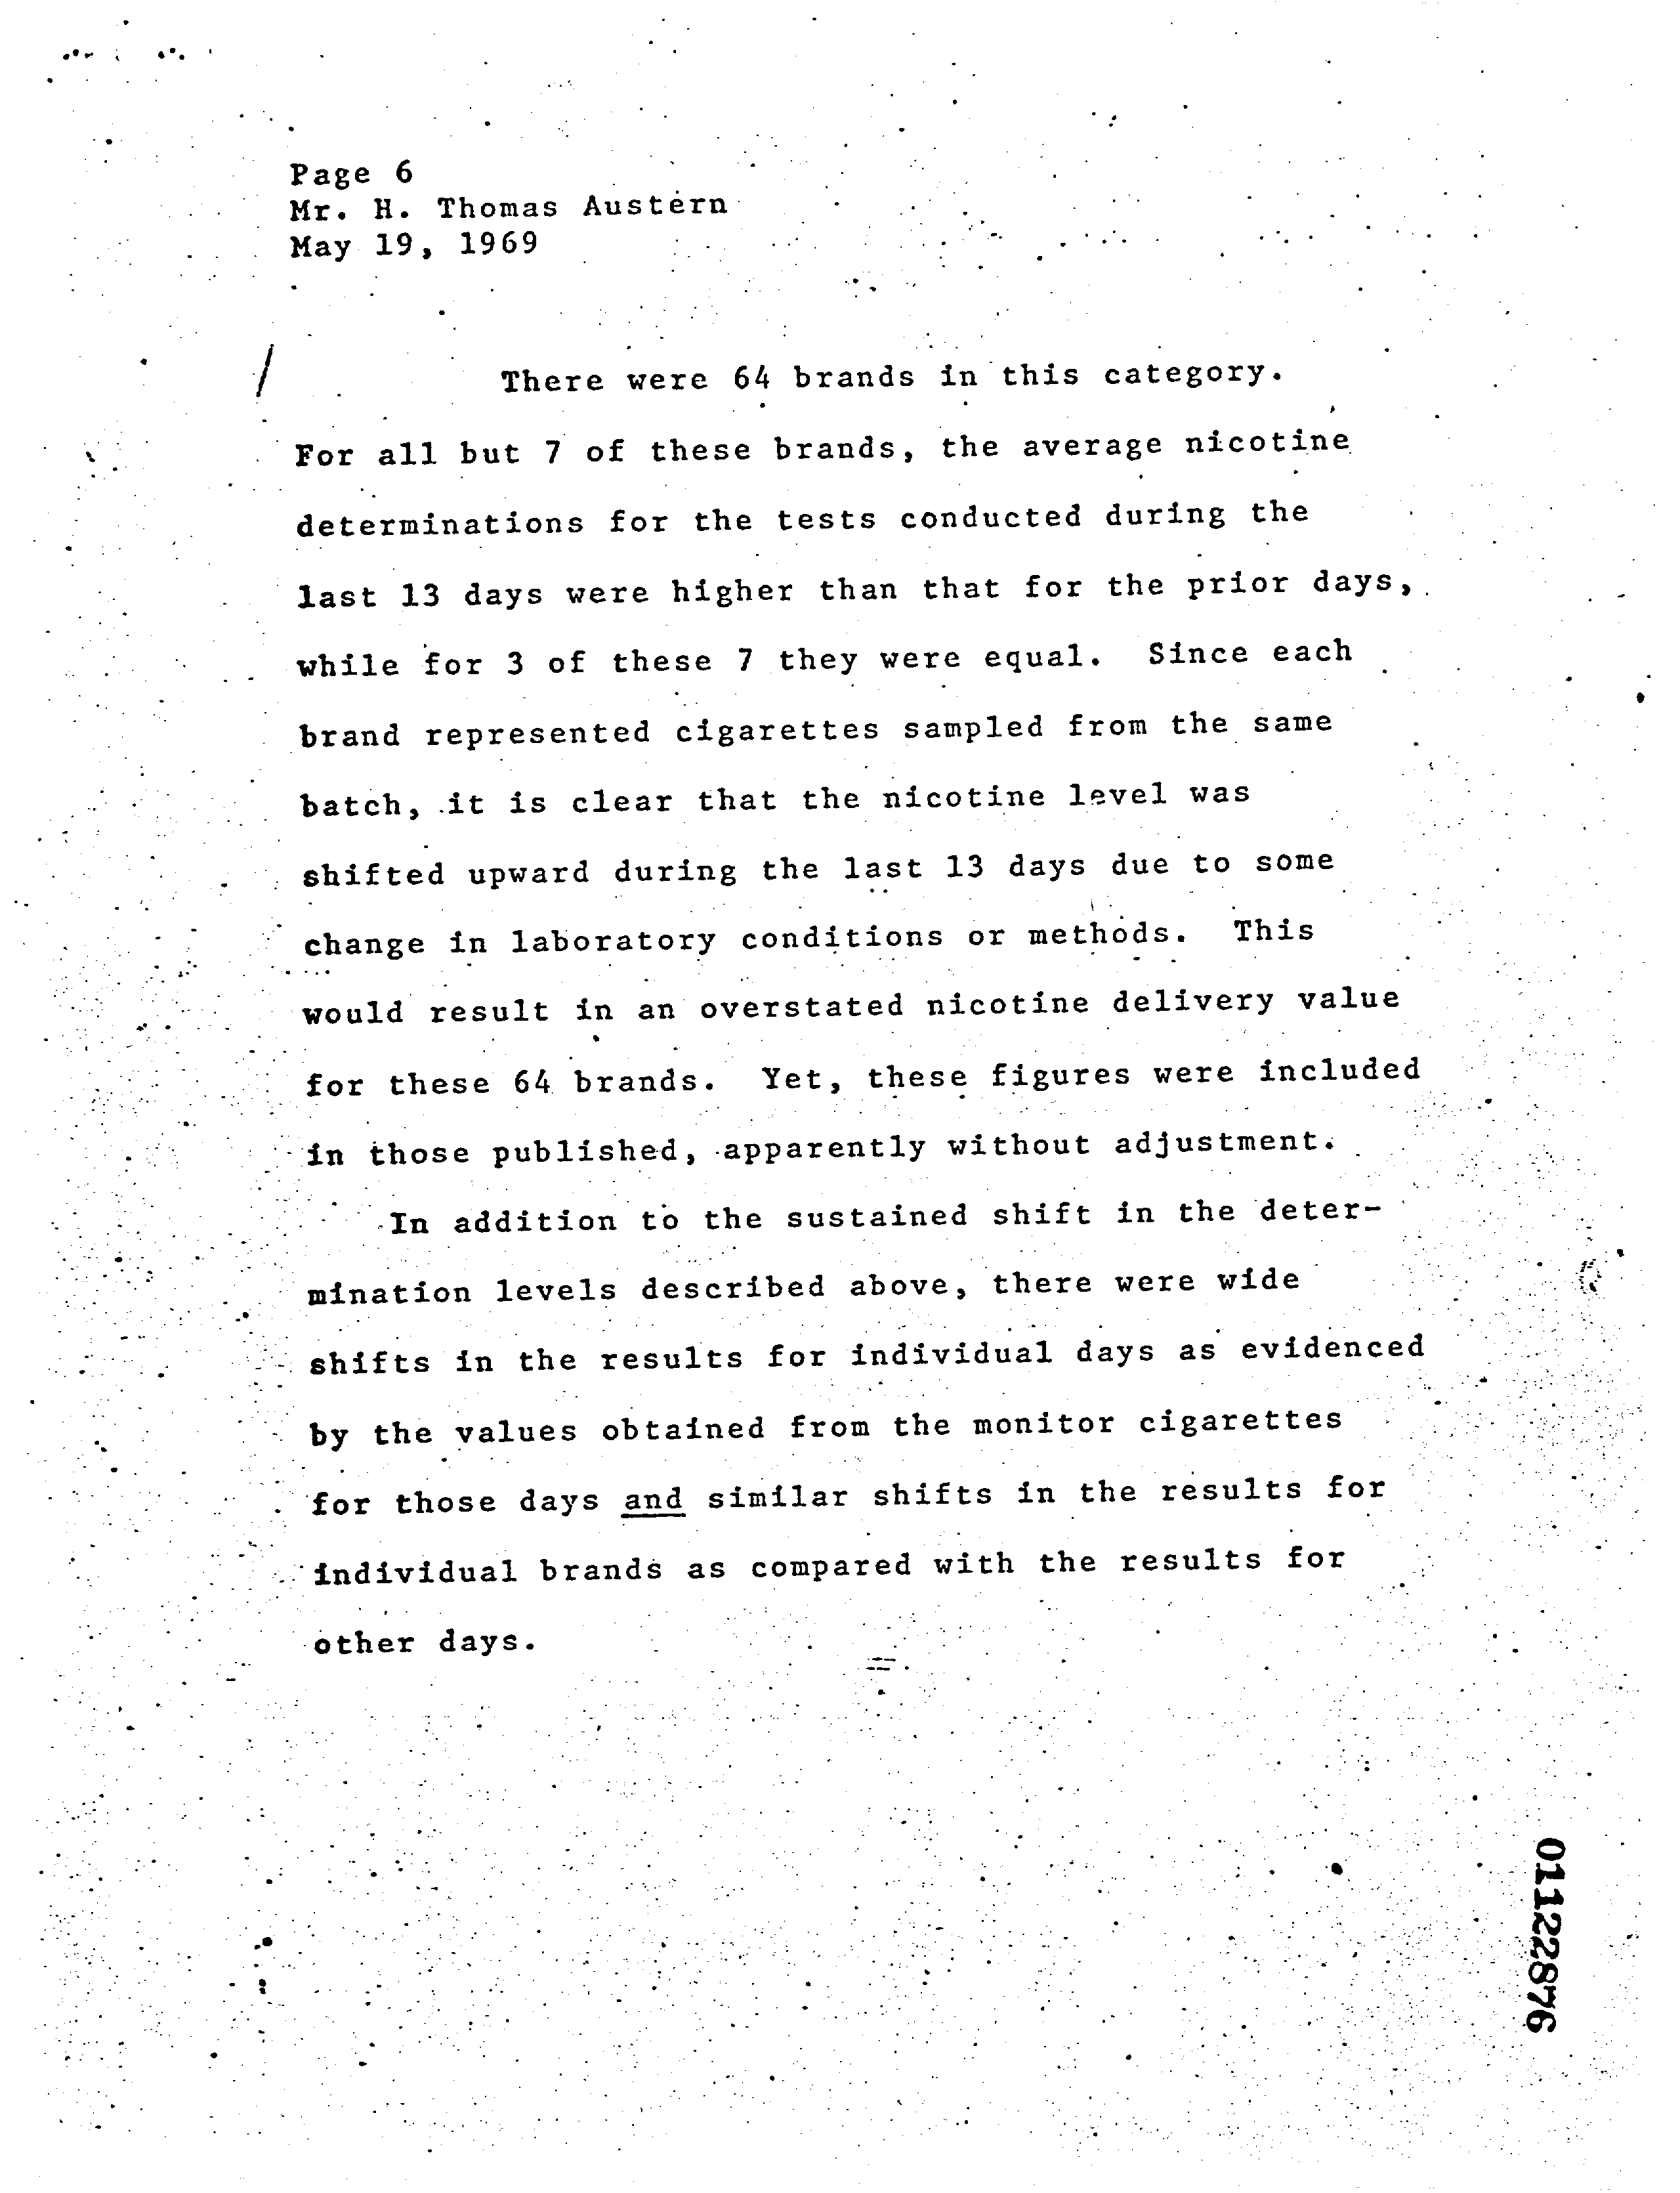 Page 6
Mr. H. Thomas Austern
May 19, 1969
There were 64 brands in this category.
For all but 7 of these brands, the average nicotine
determinations for the tests conducted during the
last 13 days were higher than that for the prior days,
while for 3 of these 7 they were equal. Since each
brand represented cigarettes sampled from the same
batch, it is clear that the nicotine level was
shifted upward during the last 13 days due to some
change in laboratory conditions or methods. This
would result in an overstated nicotine delivery value
for these 64 brands. Yet, these figures were included
in those published, apparently without adjustment.
In addition to the sustained shift in the deter-
mination levels described above, there were wide
shifts in the results for individual days as evidenced
by the values obtained from the monitor cigarettes
for those days and similar shifts in the results for
individual brands as compared with the results for
other days.
01122876